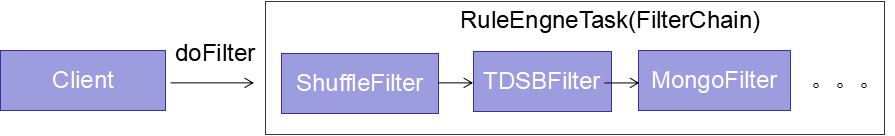 RuleEngneTask(FilterChain)
doFilter
Client
ShuffleFilter
TDSBFilter
MongoFilter
。。。